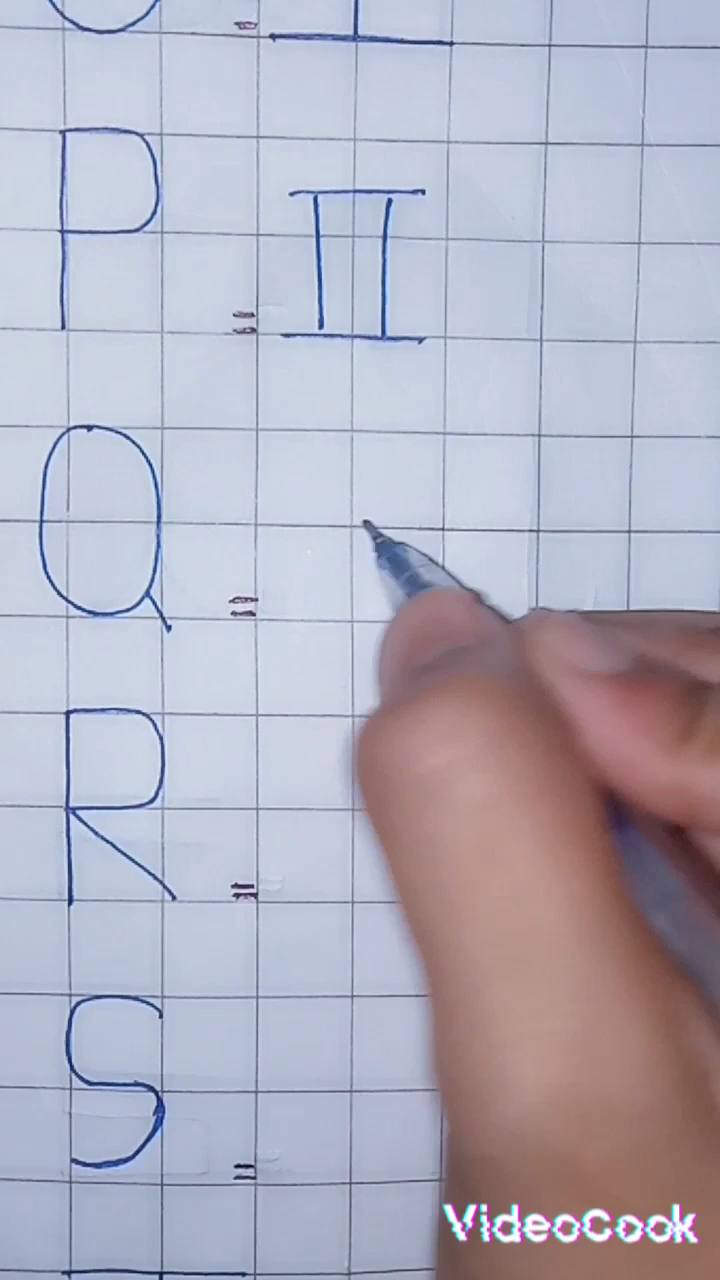 P = II
Q =
R =
S =
VideoCook